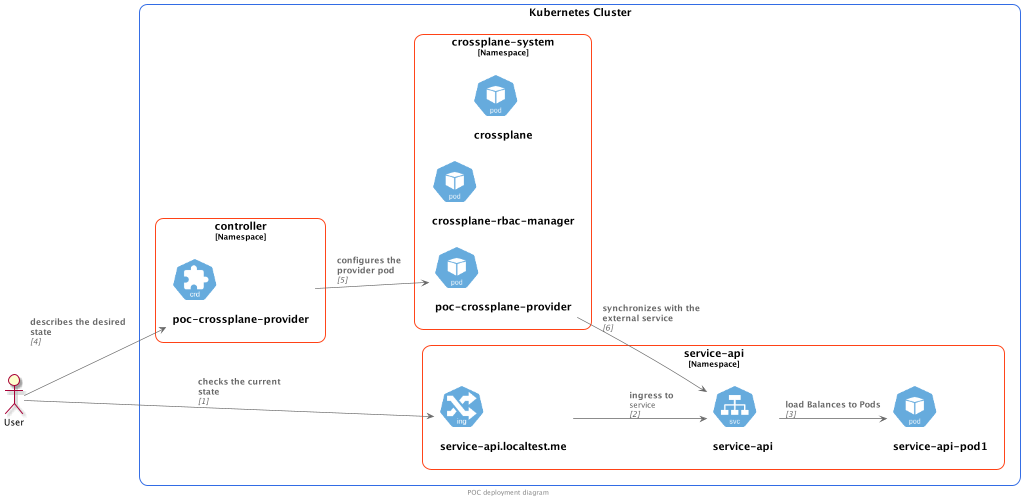 Kubernetes Cluster
crossplane-system
[Namespace]
pod
crossplane
pod
crossplane-rbac-manager
pod
poc-crossplane-provider
controller
[Namespace]
crd
poc-crossplane-provider
configures the
provider pod
[5]
synchronizes with the
external service
[6]
describes the desired
state
[4]
User
checks the current
state
[1]
service-api
[Namespace]
ing
service-api.localtest.me
ingress to
service
[2]
svc
service-api
load Balances to Pods
[3]
pod
service-api-pod1
POC deployment diagram